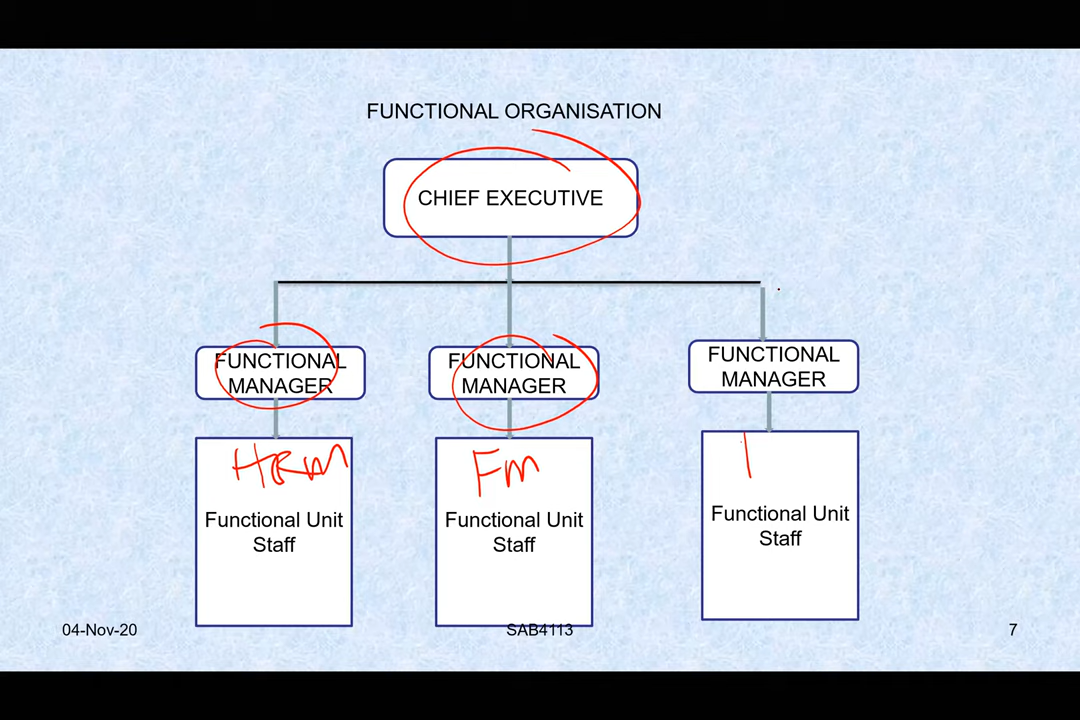 FUNCTIONAL ORGANISATION
CHIEF EXECUTIVE
FUNCTIONAL
MANAGER
FUNCTIONAL
MANAGER
FUNCTIONAL
MANAGER
HRM
Functional Unit
Staff
Fm
Functional Unit
Staff
Functional Unit
Staff
04-Nov-20
SAB4113
7